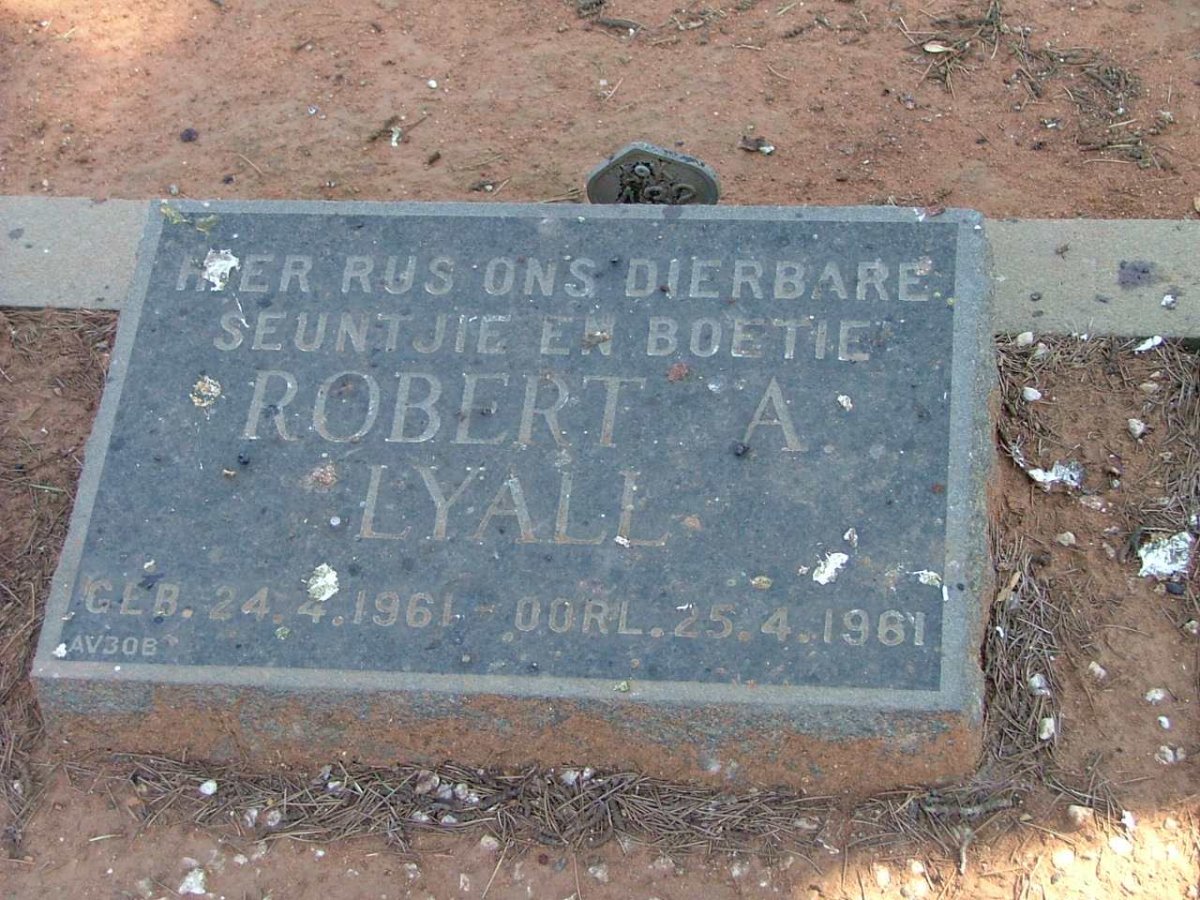 HIER RUS ONS DIERBARE
SEUNTJIE EN BOETIE
ROBERT A
LYALL
GEB. 24.4.1961 - OORL. 25.4.1961
AV30B